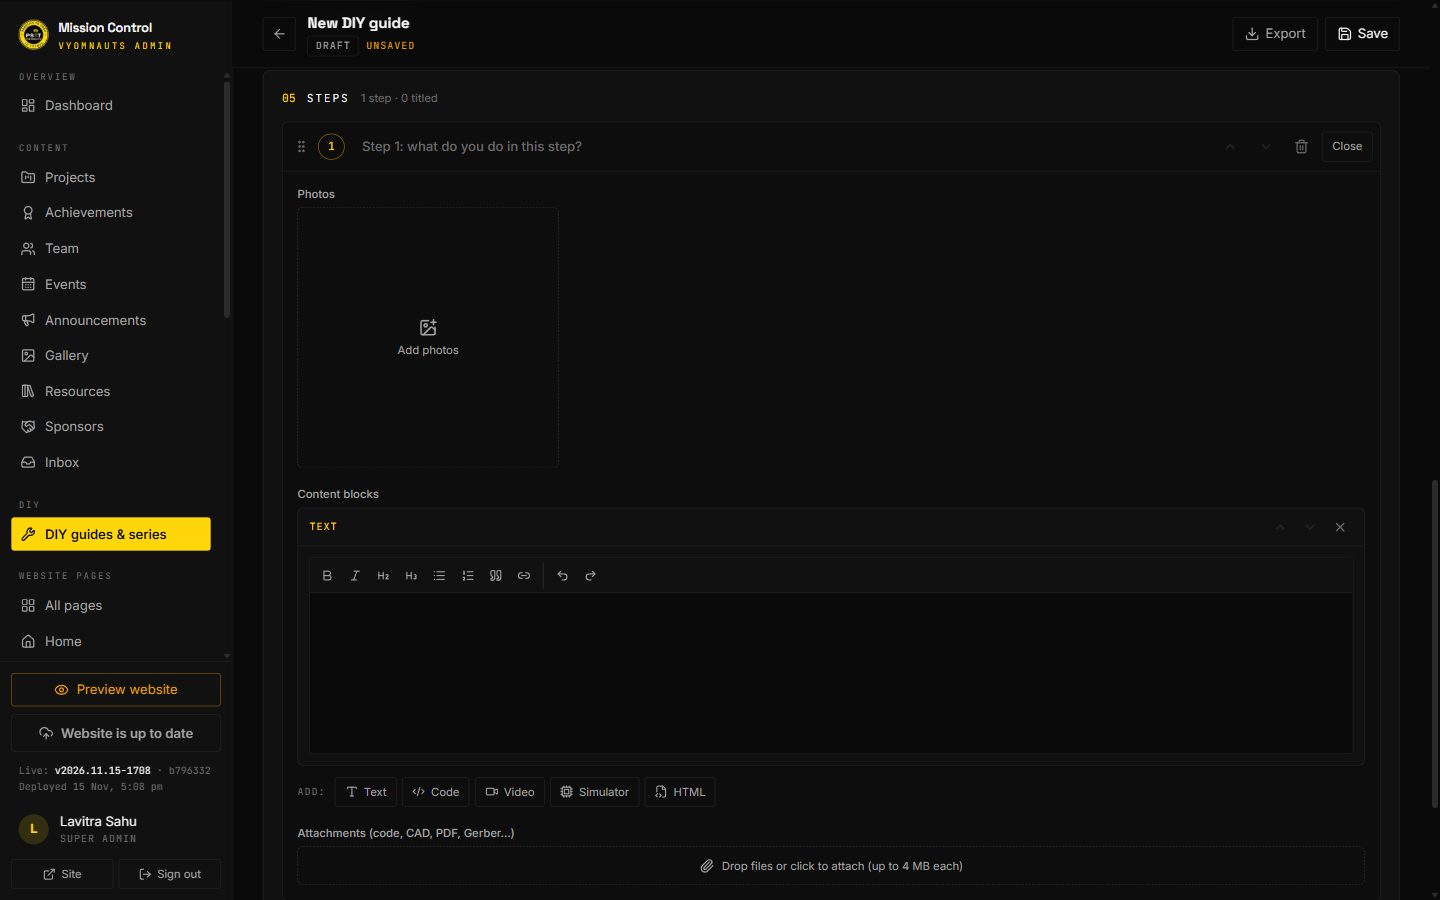 Mission Control
VYOMNAUTS ADMIN
OVERVIEW
Dashboard
CONTENT
Projects
Achievements
Team
Events
Announcements
Gallery
Resources
Sponsors
Inbox
DIY
DIY guides & series
WEBSITE PAGES
All pages
Home
Preview website
Website is up to date
Live: v2026.11.15-1708 · b796332
Deployed 15 Nov, 5:08 pm
L
Lavitra Sahu
SUPER ADMIN
Site
Sign out
New DIY guide
DRAFT
UNSAVED
Export
Save
05 STEPS 1 step · 0 titled
1 Step 1: what do you do in this step?
Close
Photos
Add photos
Content blocks
TEXT
B I H2 H3
ADD: Text Code Video Simulator HTML
Attachments (code, CAD, PDF, Gerber...)
Drop files or click to attach (up to 4 MB each)